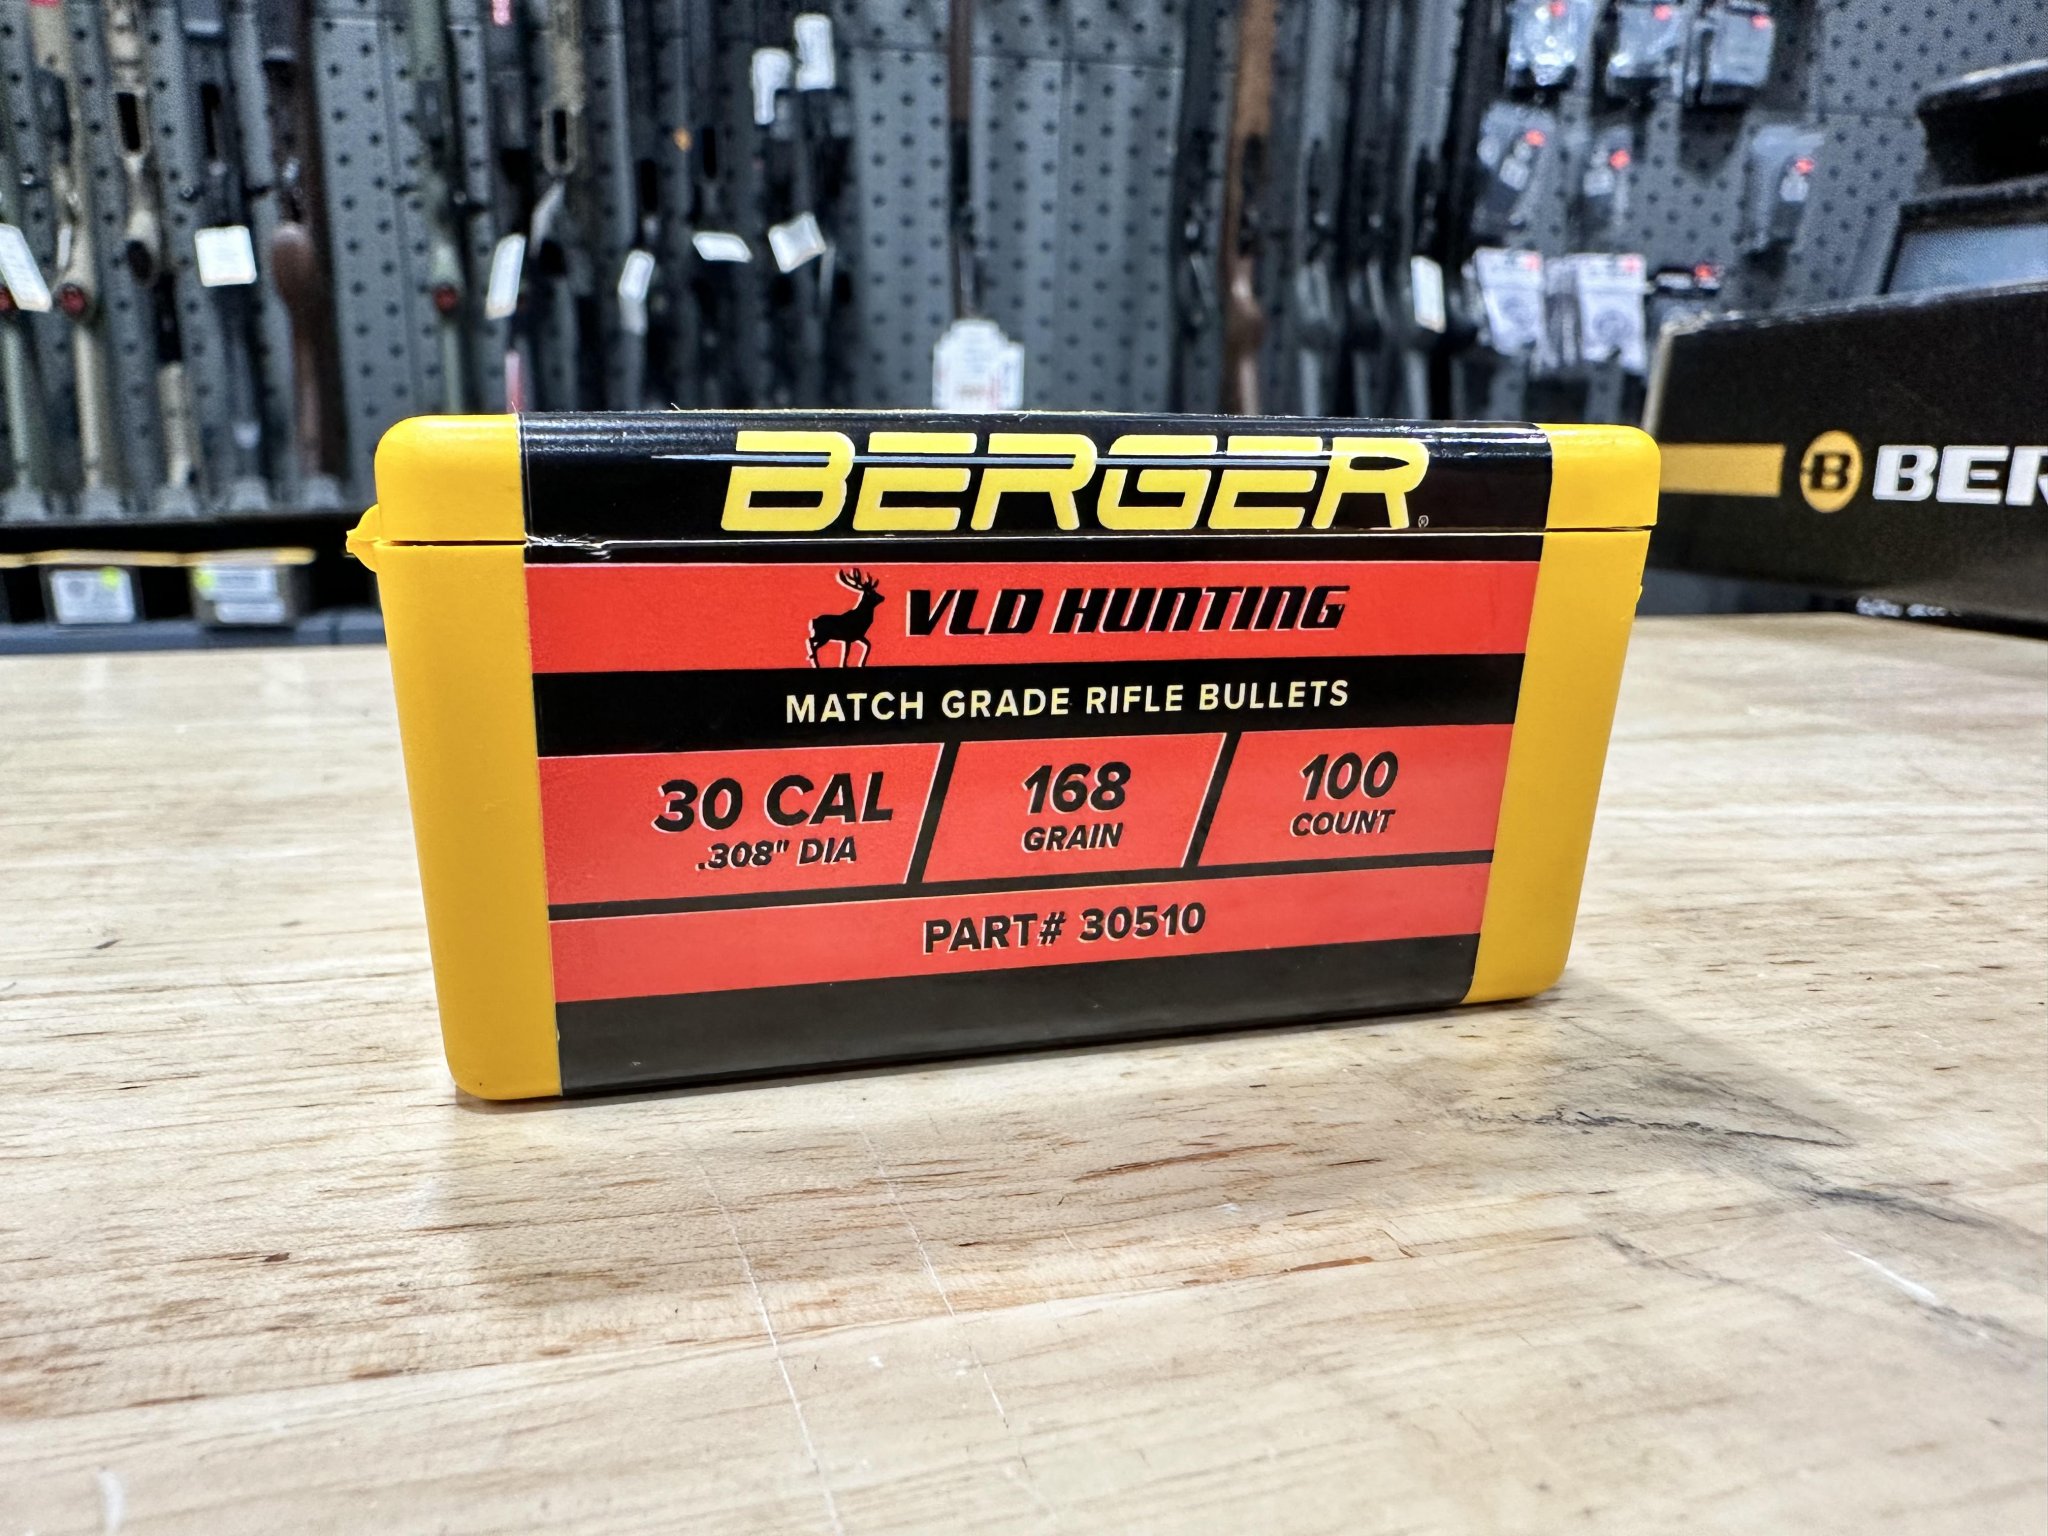 BERGER®
VLD HUNTING
MATCH GRADE RIFLE BULLETS
30 CAL
.308" DIA
168
GRAIN
100
COUNT
PART# 30510
B BER